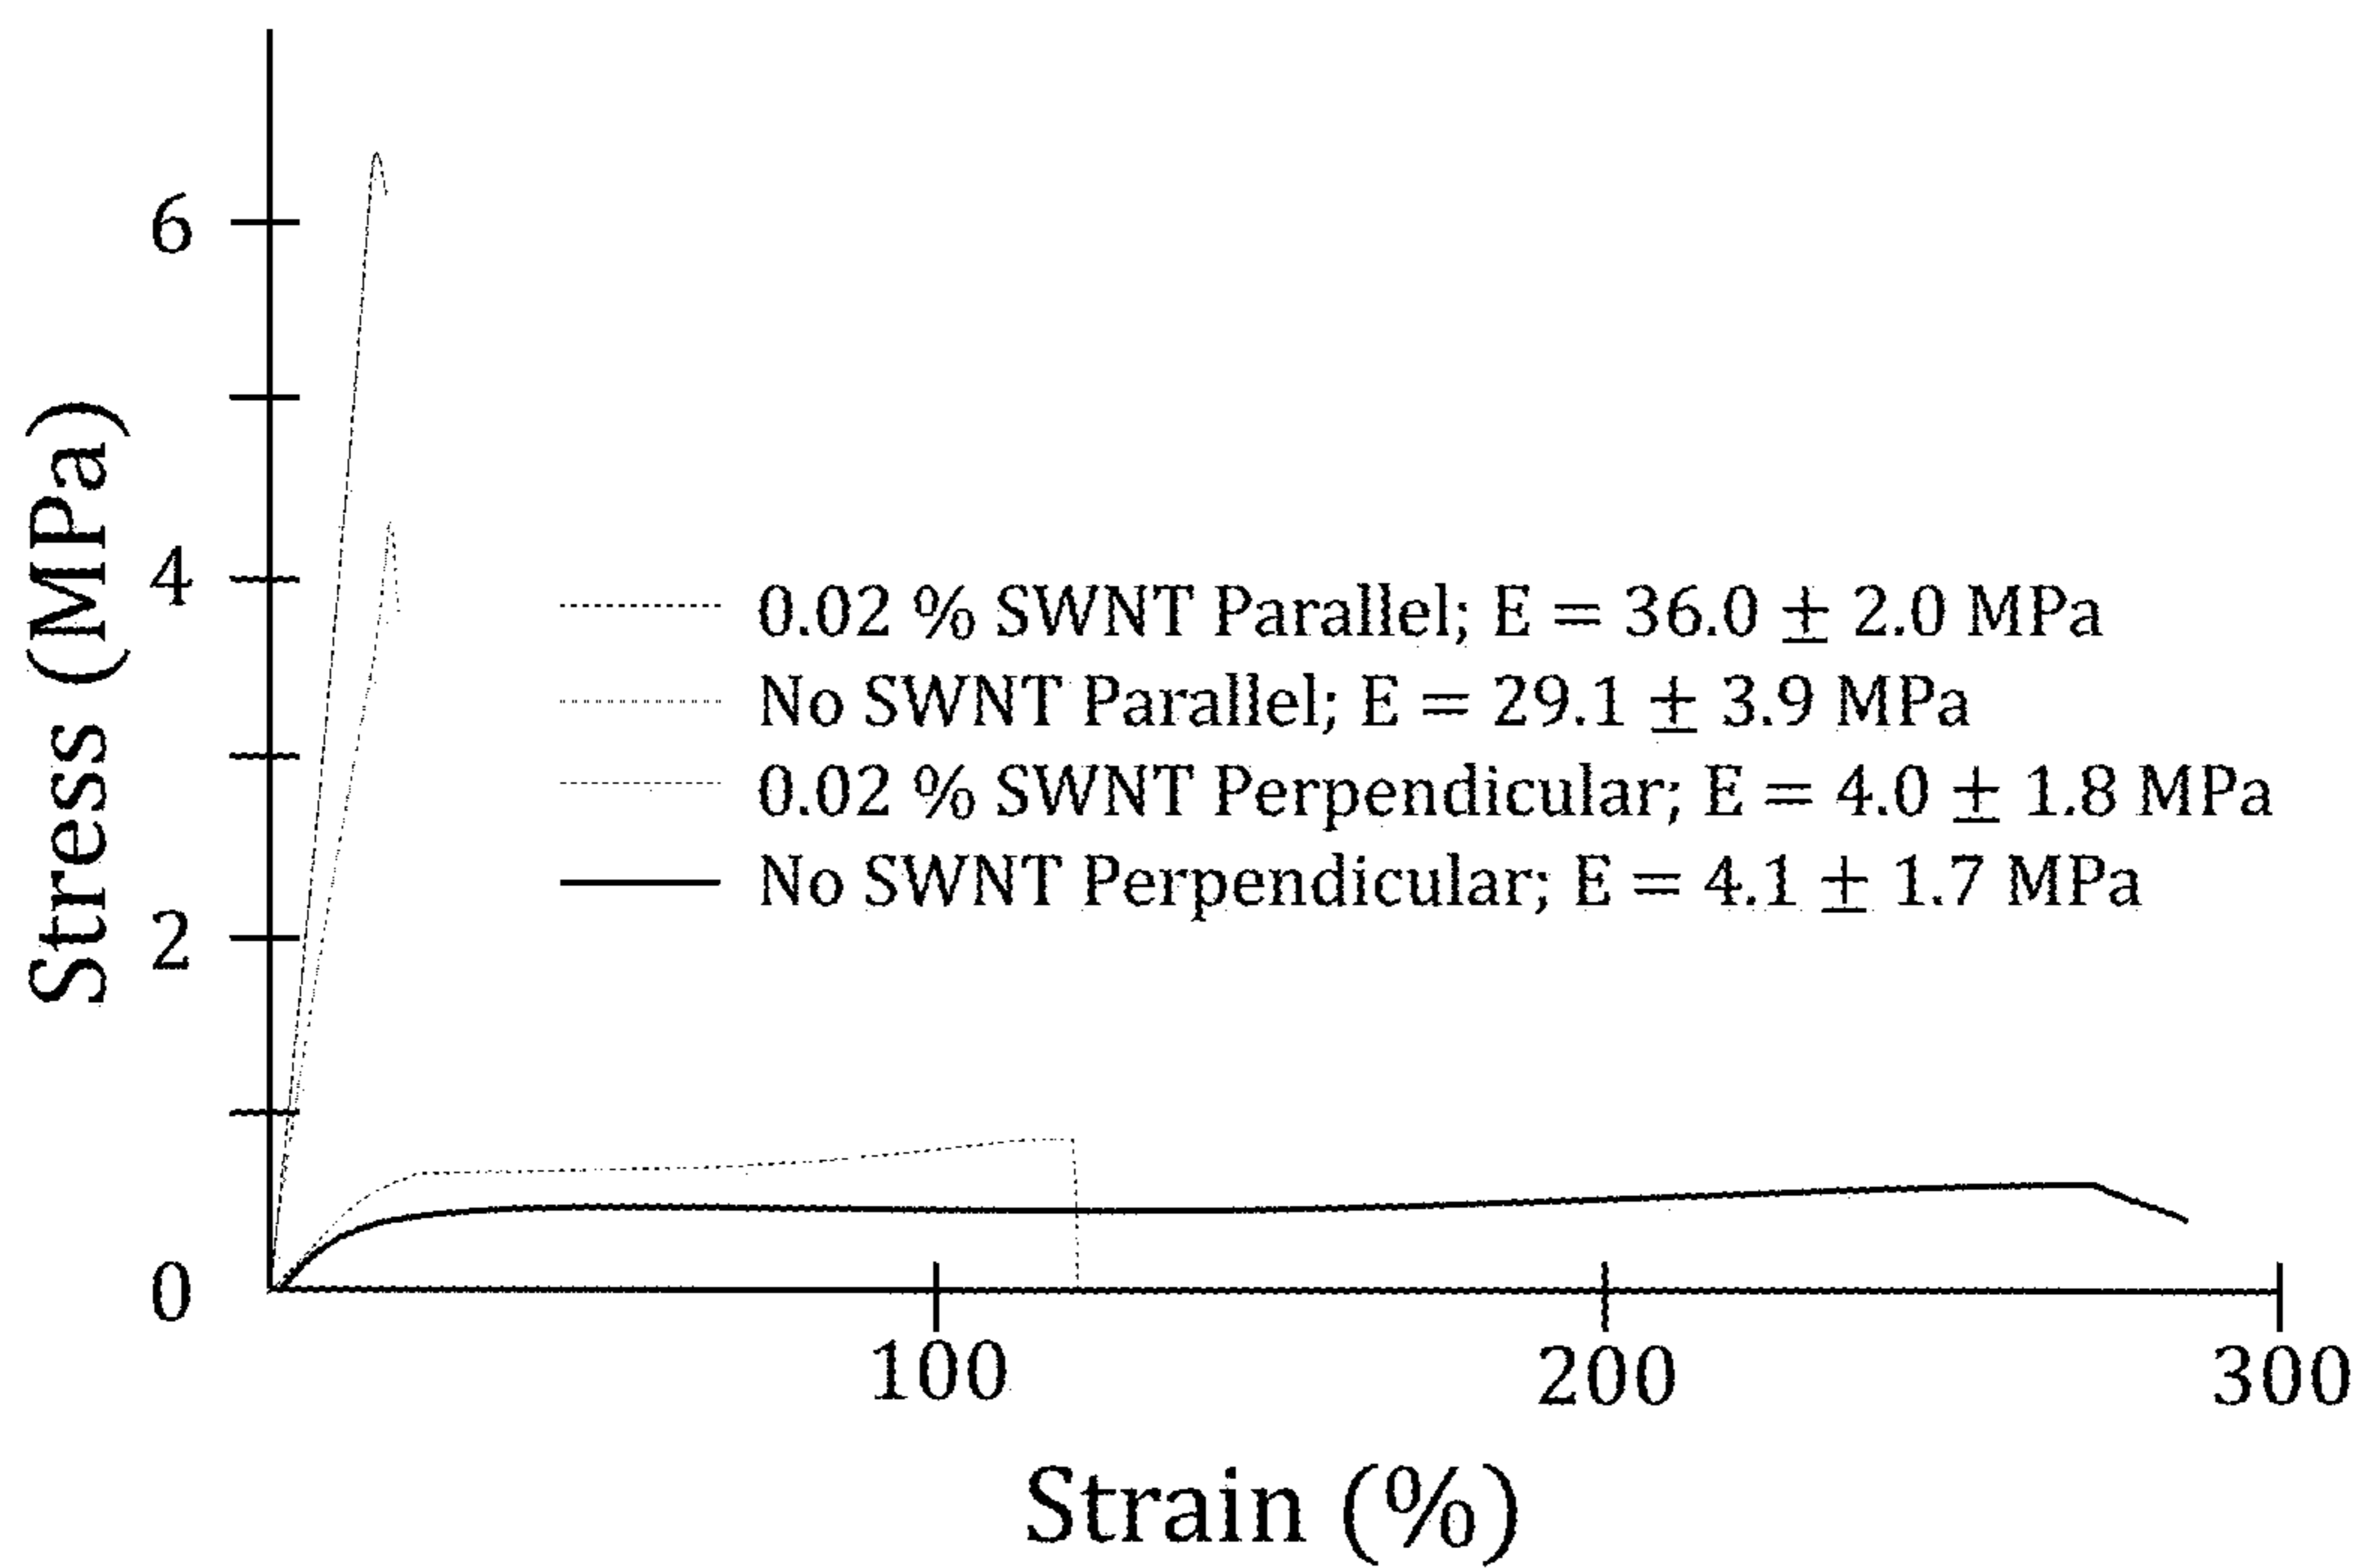 Stress (MPa)
6
4
2
0
0.02 % SWNT Parallel; E = 36.0 ± 2.0 MPa
No SWNT Parallel; E = 29.1 ± 3.9 MPa
0.02 % SWNT Perpendicular; E = 4.0 ± 1.8 MPa
No SWNT Perpendicular; E = 4.1 ± 1.7 MPa
100
200
300
Strain (%)